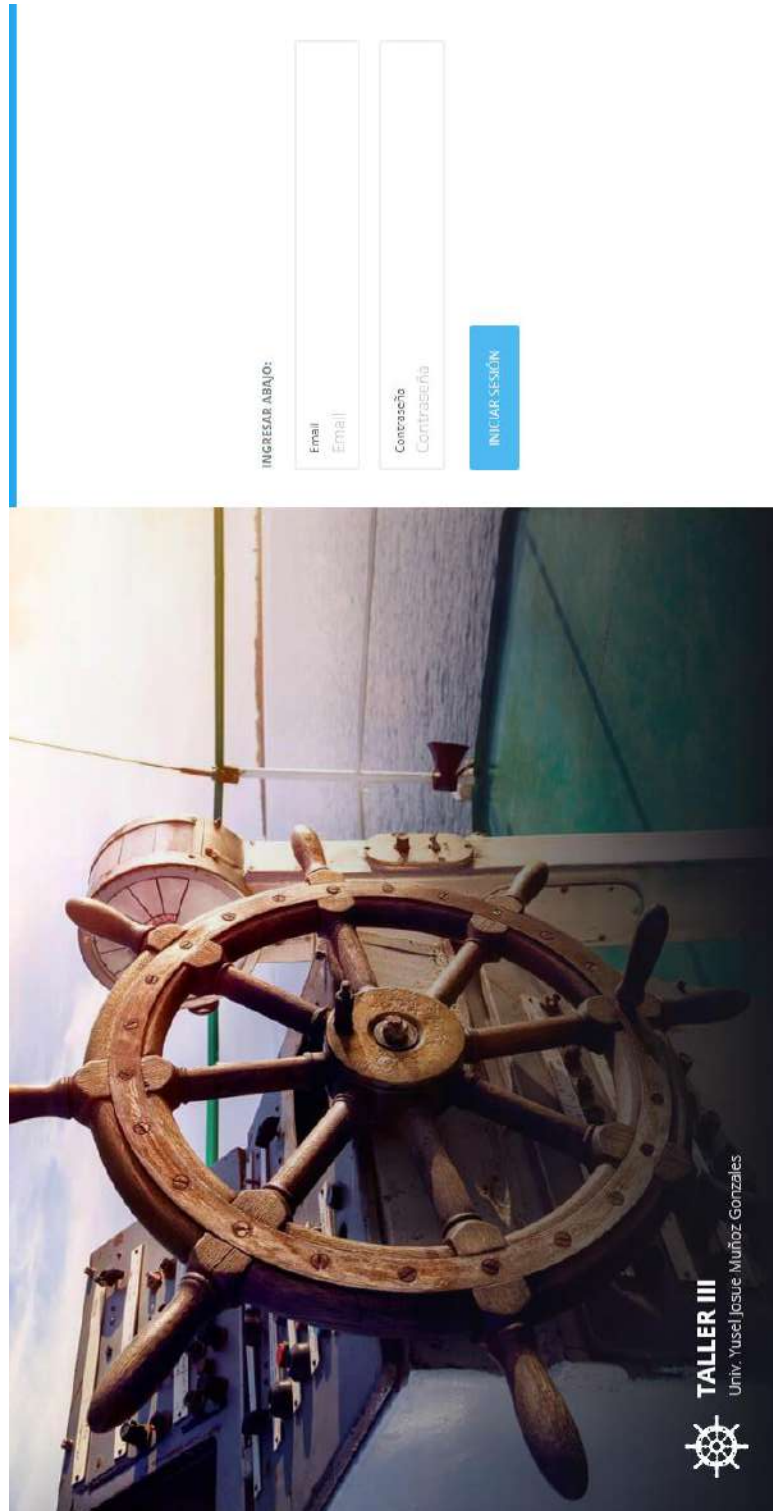 TALLER III
Univ. Yusel Josue Muñoz Gonzales
INGRESAR ABAJO:
Email
Email
Contraseña
Contraseña
INICIAR SESIÓN